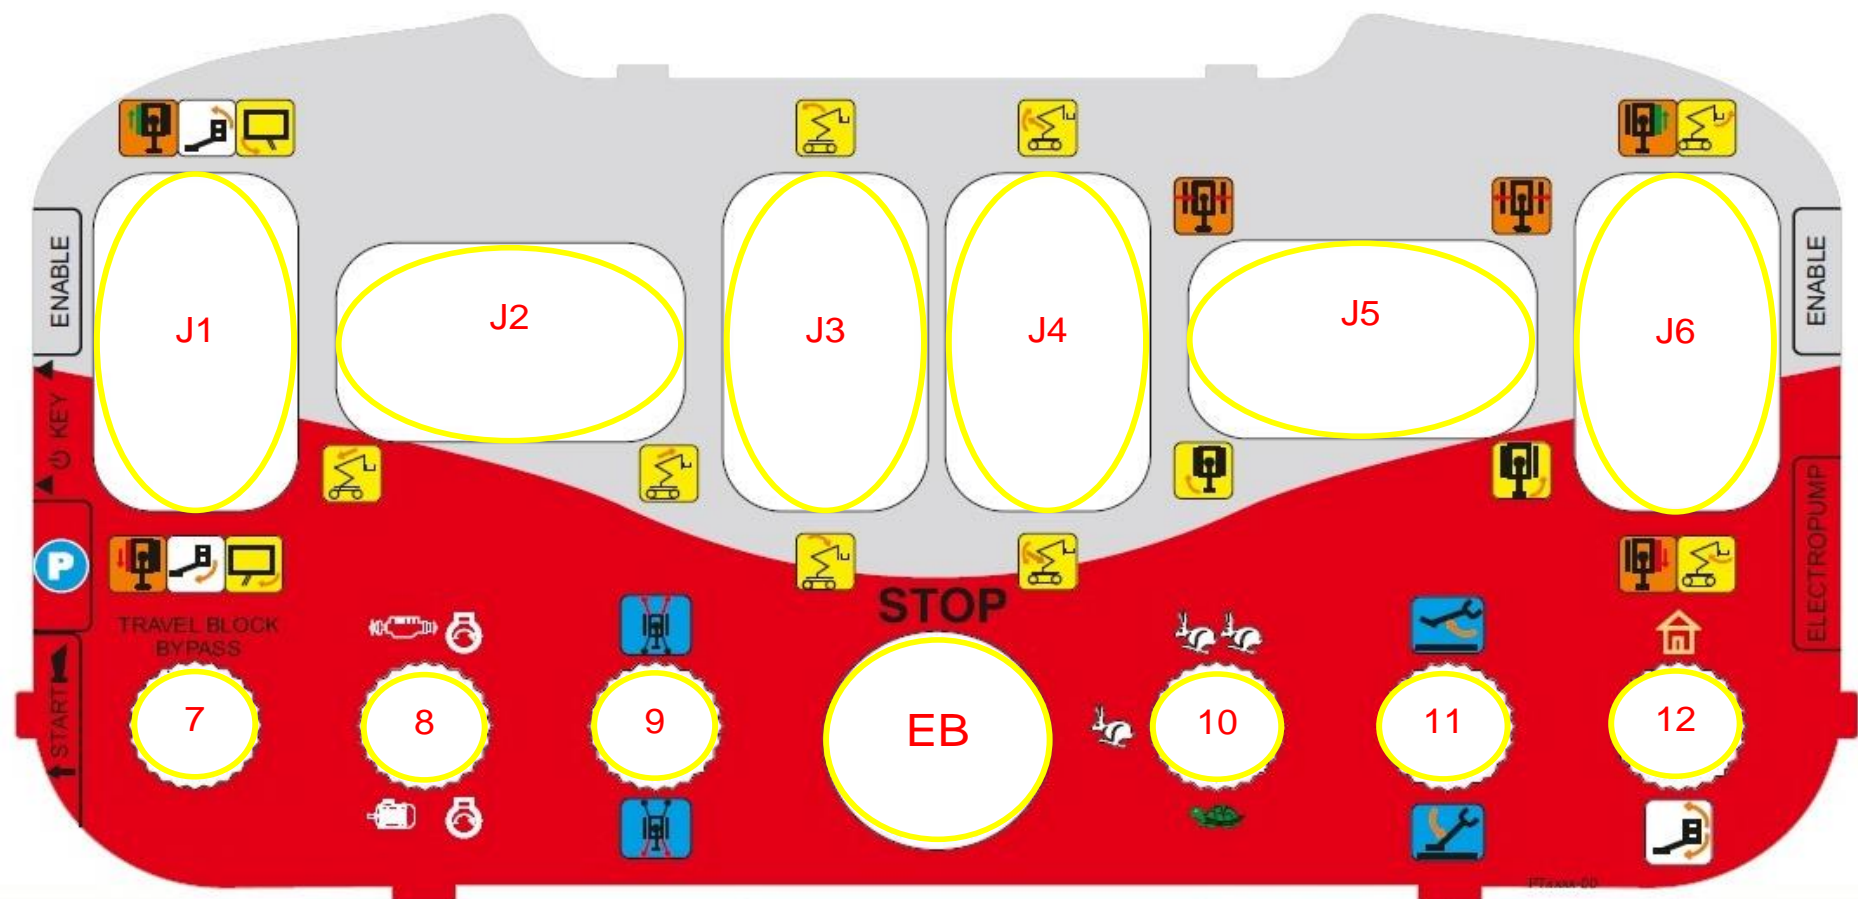 ENABLE
J1
J2
J3
J4
J5
J6
ENABLE
KEY
P
START
ELECTROPUMP
TRAVEL BLOCK
BYPASS
STOP
7
8
9
EB
10
11
12